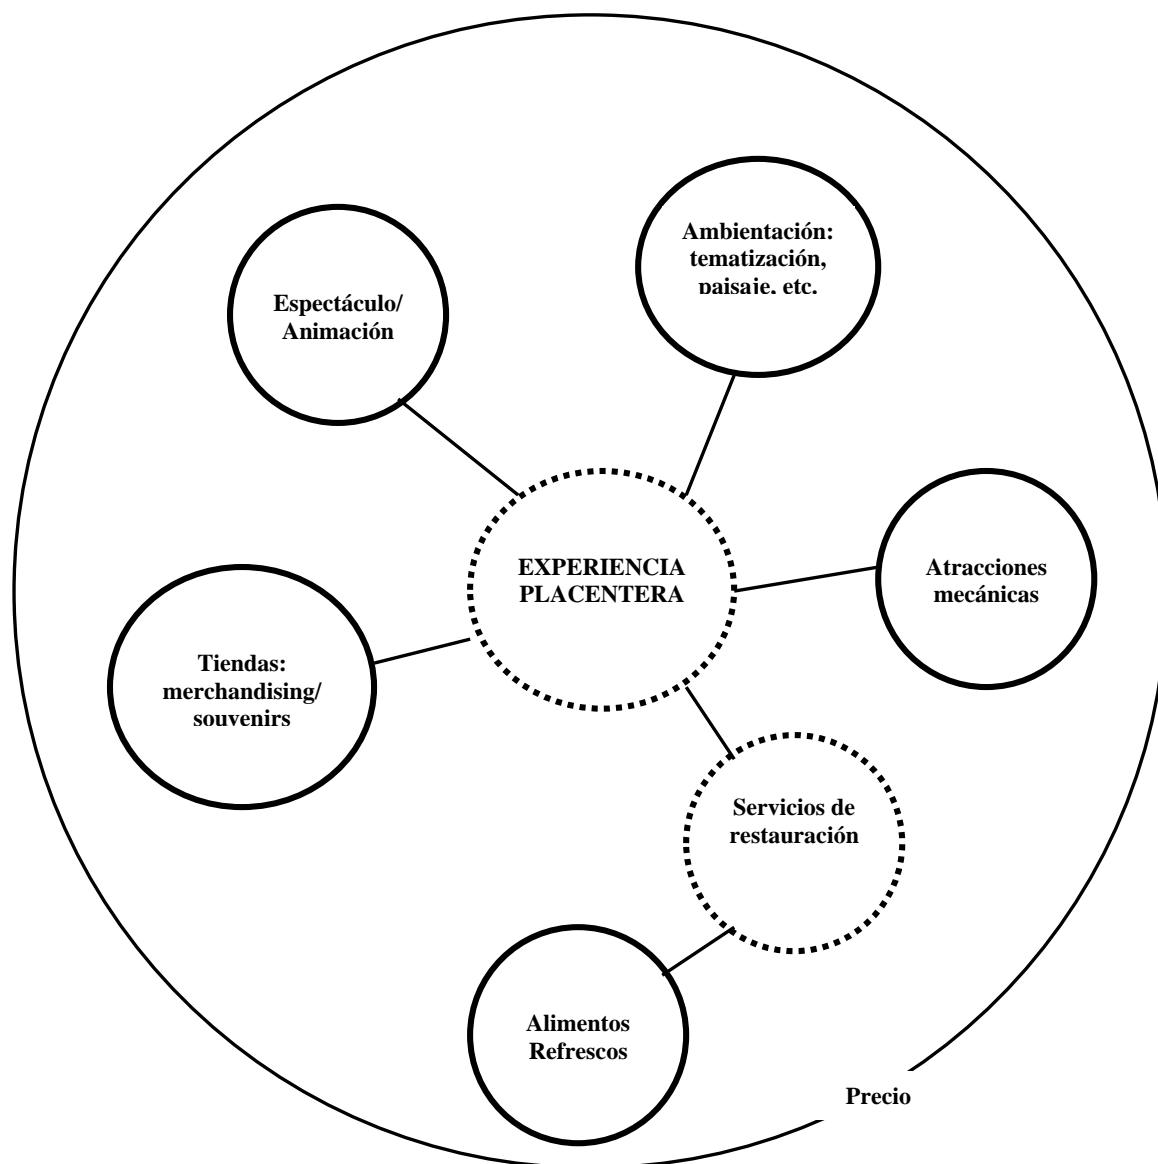 Ambientación:
tematización,
paisaje, etc.
Espectáculo/
Animación
EXPERIENCIA
PLACENTERA
Atracciones
mecánicas
Tiendas:
merchandising/
souvenirs
Servicios de
restauración
Alimentos
Refrescos
Precio